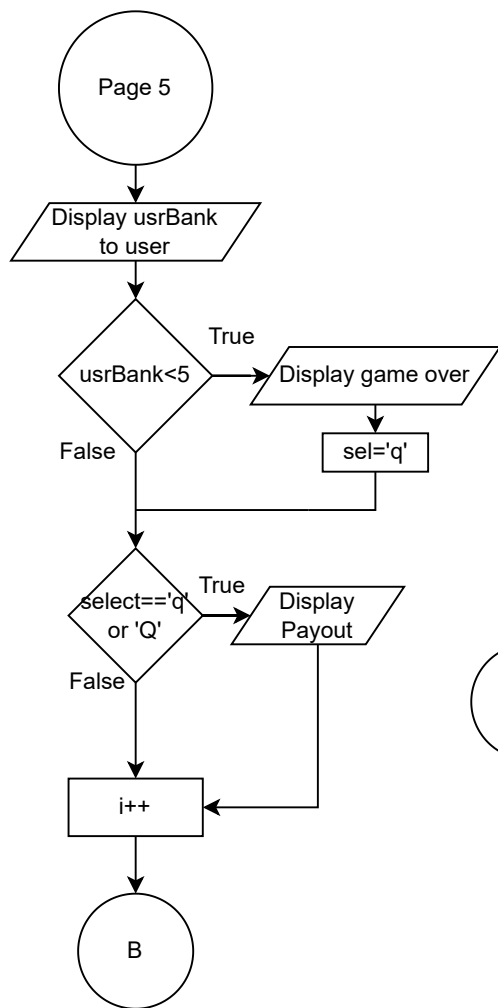 Page 5
Display usrBank
to user
True
usrBank<5
Display game over
False
sel='q'
True
select=='q'
or 'Q'
Display
Payout
False
i++
B